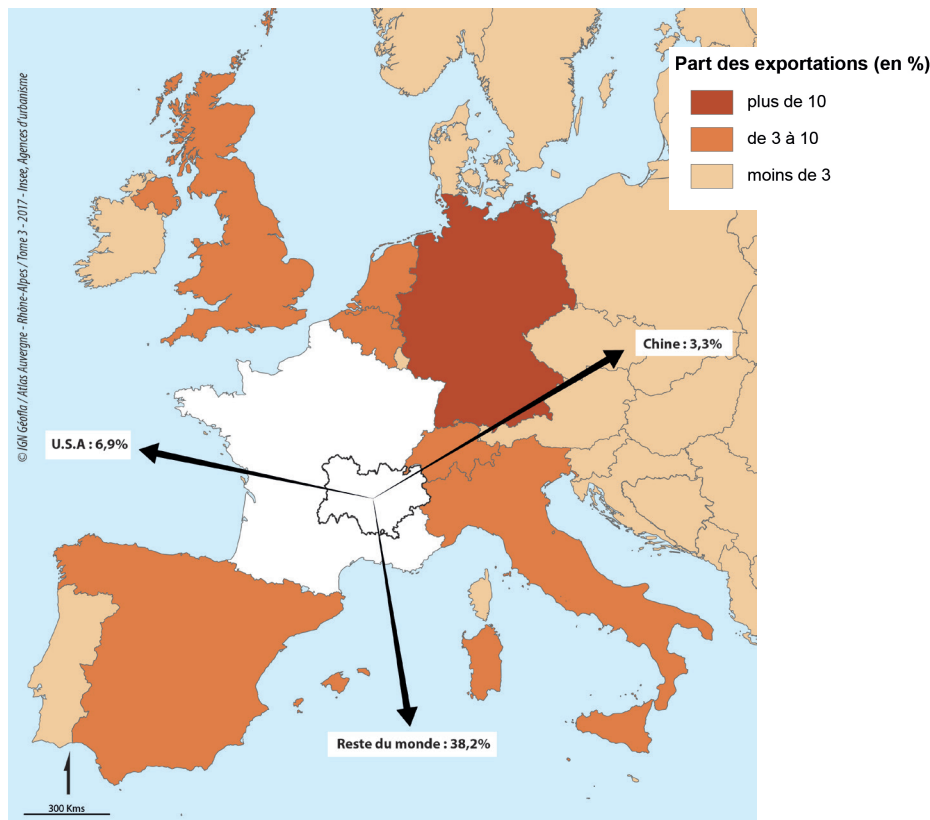 © IGN Géofla / Atlas Auvergne - Rhône-Alpes / Tome 3 - 2017 - Insee, Agences d'urbanisme
Part des exportations (en %)
plus de 10
de 3 à 10
moins de 3
Chine : 3,3%
U.S.A : 6,9%
Reste du monde : 38,2%
300 Kms